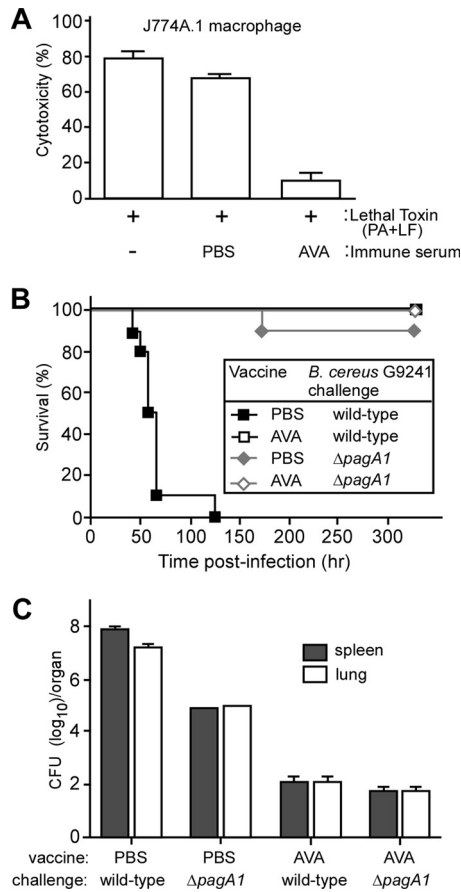 A
J774A.1 macrophage
Cytotoxicity (%)
100
80
60
40
20
0
+ + + :Lethal Toxin
(PA+LF)
- PBS AVA :Immune serum
B
Survival (%)
100
80
60
40
20
0
Vaccine B. cereus G9241
challenge
PBS wild-type
AVA wild-type
PBS ΔpagA1
AVA ΔpagA1
0 50 100 150 200 250 300
Time post-infection (hr)
C
CFU (log10)/organ
8
6
4
2
0
spleen
lung
vaccine: PBS PBS AVA AVA
challenge: wild-type ΔpagA1 wild-type ΔpagA1